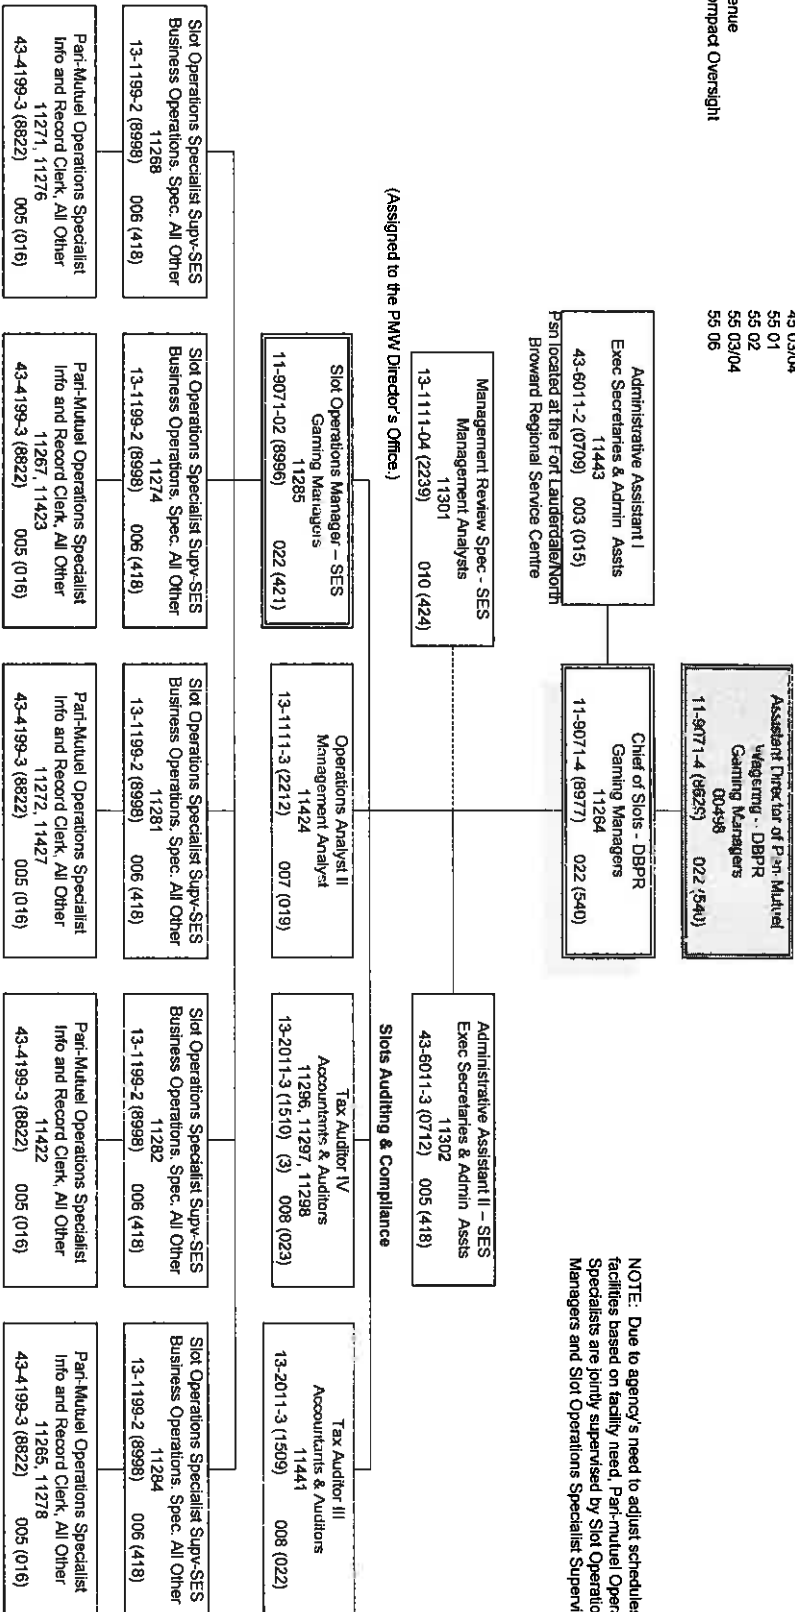 enue
ompact Oversight
45 03/04
55 01
55 02
55 03/04
55 06
Assistant Director of Pari-Mutuel
Wagering - DBPR
Gaming Managers
00498
11-9071-4 (8629) 022 (540)
Administrative Assistant I
Exec Secretaries & Admin Assts
11443
43-6011-2 (0709) 003 (015)
Psn located at the Fort Lauderdale/North
Broward Regional Service Centre
Chief of Slots - DBPR
Gaming Managers
11264
11-9071-4 (8977) 022 (540)
NOTE: Due to agency's need to adjust schedules
facilities based on facility need, Pari-mutuel Opera
Specialists are jointly supervised by Slot Operatio
Managers and Slot Operations Specialist Supervi
Management Review Spec - SES
Management Analysts
11301
13-1111-04 (2239) 010 (424)
(Assigned to the PMW Director's Office.)
Administrative Assistant II – SES
Exec Secretaries & Admin Assts
11302
43-6011-3 (0712) 005 (418)
Slots Auditing & Compliance
Slot Operations Manager – SES
Gaming Managers
11285
11-9071-02 (8996) 022 (421)
Operations Analyst II
Management Analyst
11424
13-1111-3 (2212) 007 (019)
Tax Auditor IV
Accountants & Auditors
11296, 11297, 11298
13-2011-3 (1510) (3) 008 (023)
Tax Auditor III
Accountants & Auditors
11441
13-2011-3 (1509) 008 (022)
Slot Operations Specialist Supv-SES
Business Operations. Spec. All Other
11268
13-1199-2 (8998) 006 (418)
Slot Operations Specialist Supv-SES
Business Operations. Spec. All Other
11274
13-1199-2 (8998) 006 (418)
Slot Operations Specialist Supv-SES
Business Operations. Spec. All Other
11281
13-1199-2 (8998) 006 (418)
Slot Operations Specialist Supv-SES
Business Operations. Spec. All Other
11282
13-1199-2 (8998) 006 (418)
Slot Operations Specialist Supv-SES
Business Operations. Spec. All Other
11284
13-1199-2 (8998) 006 (418)
Pari-Mutuel Operations Specialist
Info and Record Clerk, All Other
11271, 11276
43-4199-3 (8822) 005 (016)
Pari-Mutuel Operations Specialist
Info and Record Clerk, All Other
11267, 11423
43-4199-3 (8822) 005 (016)
Pari-Mutuel Operations Specialist
Info and Record Clerk, All Other
11272, 11427
43-4199-3 (8822) 005 (016)
Pari-Mutuel Operations Specialist
Info and Record Clerk, All Other
11422
43-4199-3 (8822) 005 (016)
Pari-Mutuel Operations Specialist
Info and Record Clerk, All Other
11265, 11278
43-4199-3 (8822) 005 (016)